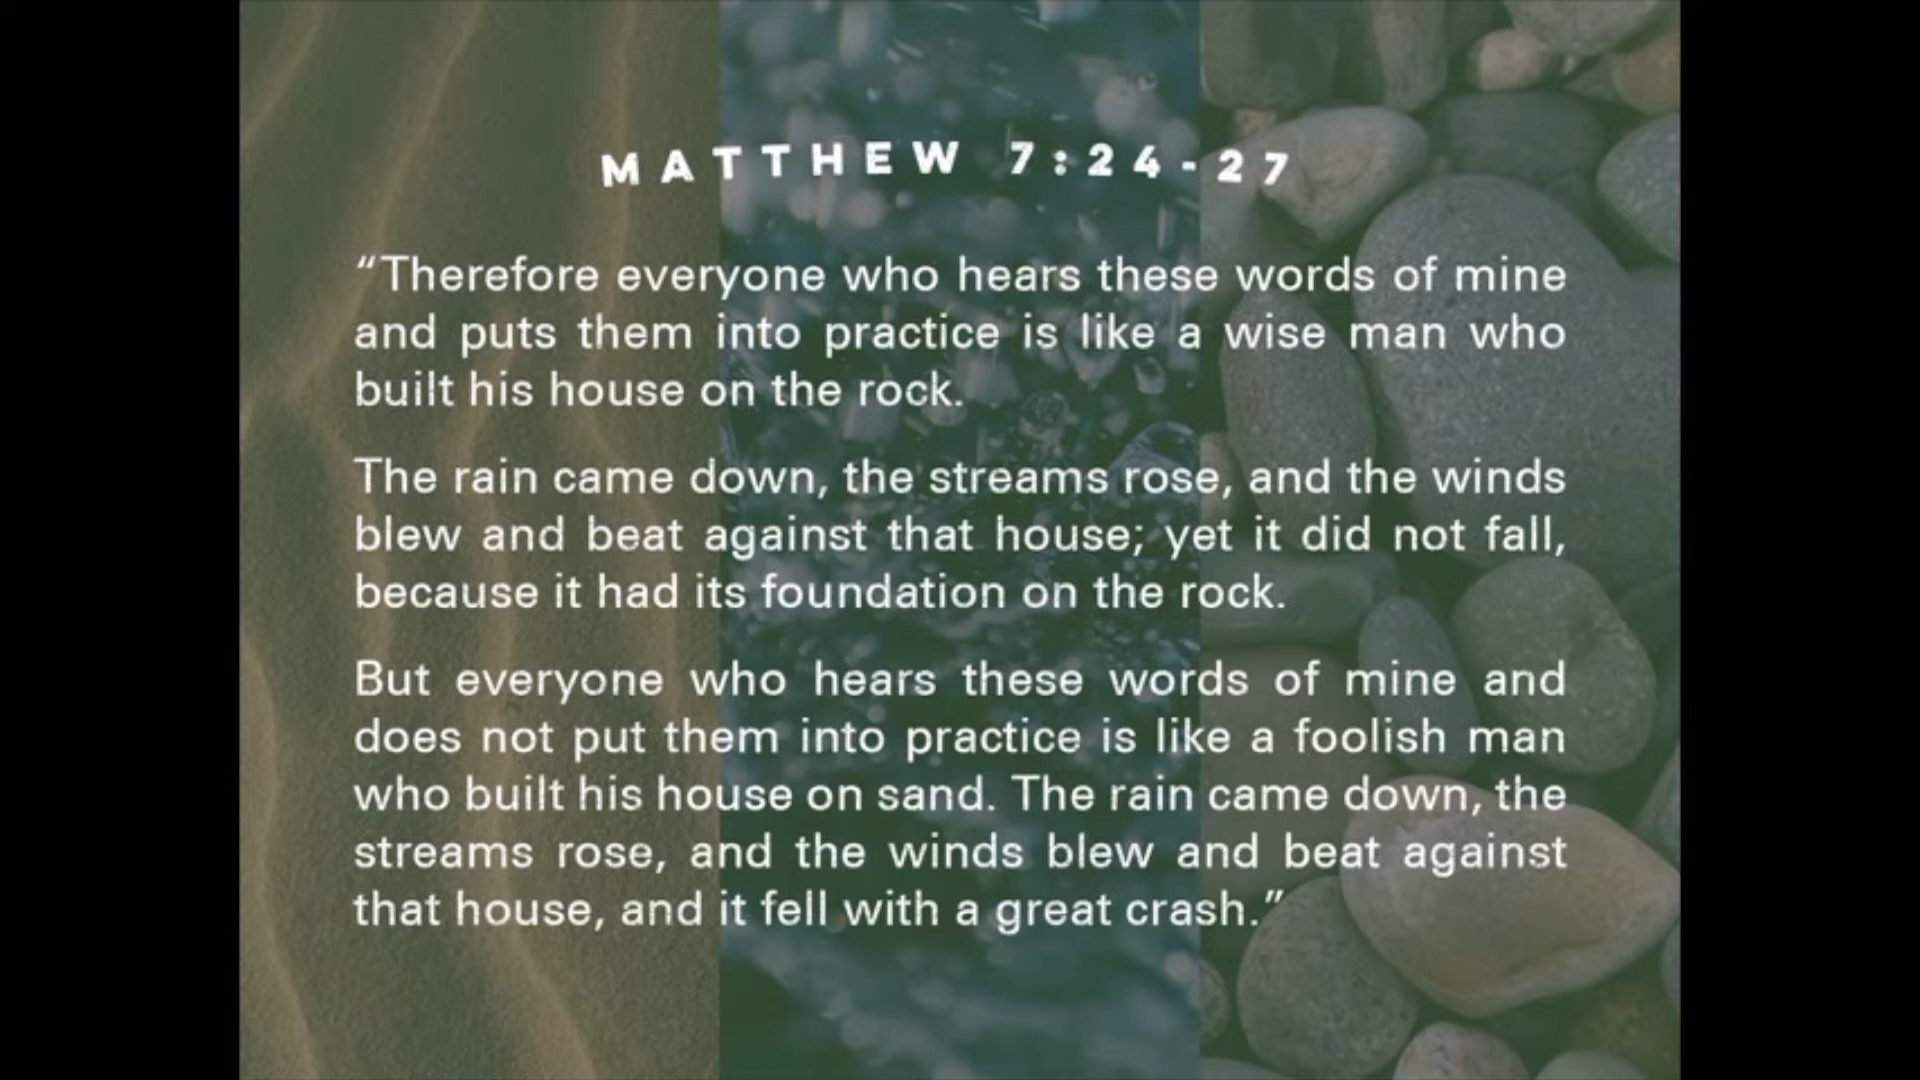 MATTHEW 7:24-27
“Therefore everyone who hears these words of mine
and puts them into practice is like a wise man who
built his house on the rock.
The rain came down, the streams rose, and the winds
blew and beat against that house; yet it did not fall,
because it had its foundation on the rock.
But everyone who hears these words of mine and
does not put them into practice is like a foolish man
who built his house on sand. The rain came down, the
streams rose, and the winds blew and beat against
that house, and it fell with a great crash.”